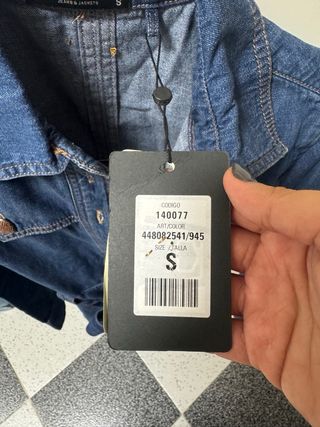 JEANS & JACKETS
S
CODIGO
140077
ART/COLOR
448082541/945
SIZE / TALLA
S